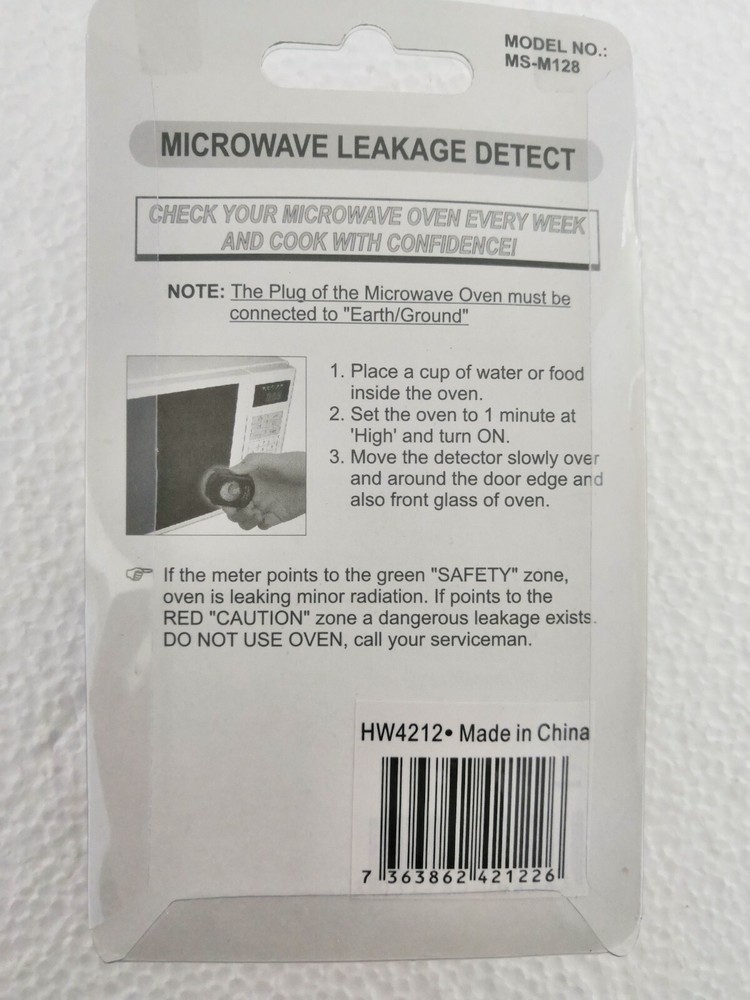 MODEL NO.:
MS-M128
MICROWAVE LEAKAGE DETECT
CHECK YOUR MICROWAVE OVEN EVERY WEEK
AND COOK WITH CONFIDENCE!
NOTE: The Plug of the Microwave Oven must be
connected to "Earth/Ground"
1. Place a cup of water or food
inside the oven.
2. Set the oven to 1 minute at
'High' and turn ON.
3. Move the detector slowly over
and around the door edge and
also front glass of oven.
If the meter points to the green "SAFETY" zone,
oven is leaking minor radiation. If points to the
RED "CAUTION" zone a dangerous leakage exists.
DO NOT USE OVEN, call your serviceman.
HW4212• Made in China
7 363862 421226